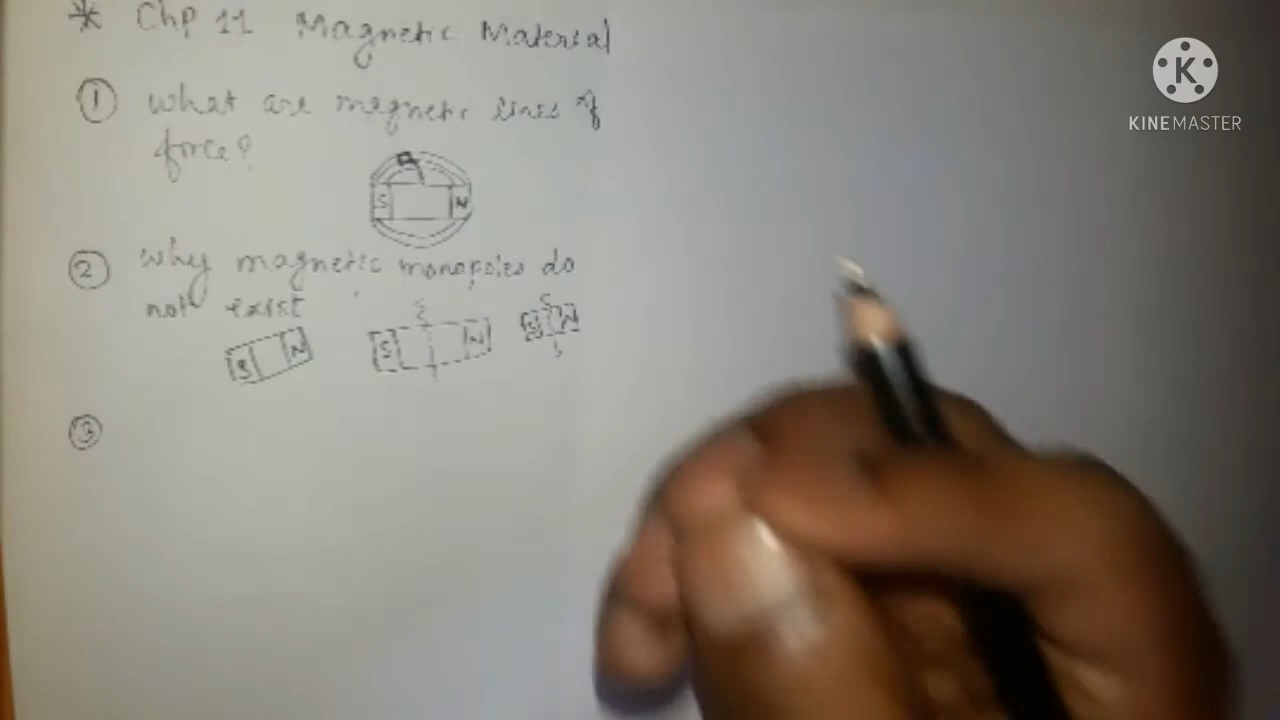 * Chp 11 Magnetic Material
K
KINEMASTER
① What are magnetic lines of
force?
S N
② Why magnetic monopoles do
not exist
S N S N S N
③